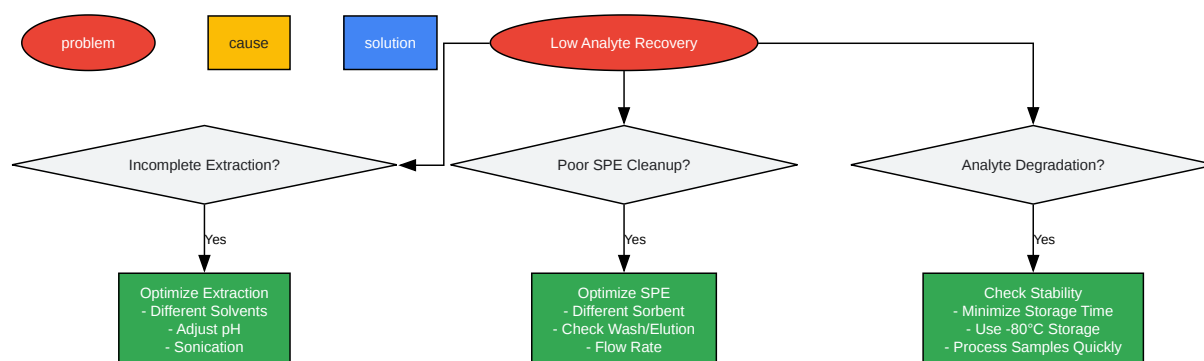 problem
cause
solution
Low Analyte Recovery
Incomplete Extraction?
Poor SPE Cleanup?
Analyte Degradation?
Yes
Yes
Yes
Optimize Extraction
- Different Solvents
- Adjust pH
- Sonication
Optimize SPE
- Different Sorbent
- Check Wash/Elution
- Flow Rate
Check Stability
- Minimize Storage Time
- Use -80°C Storage
- Process Samples Quickly